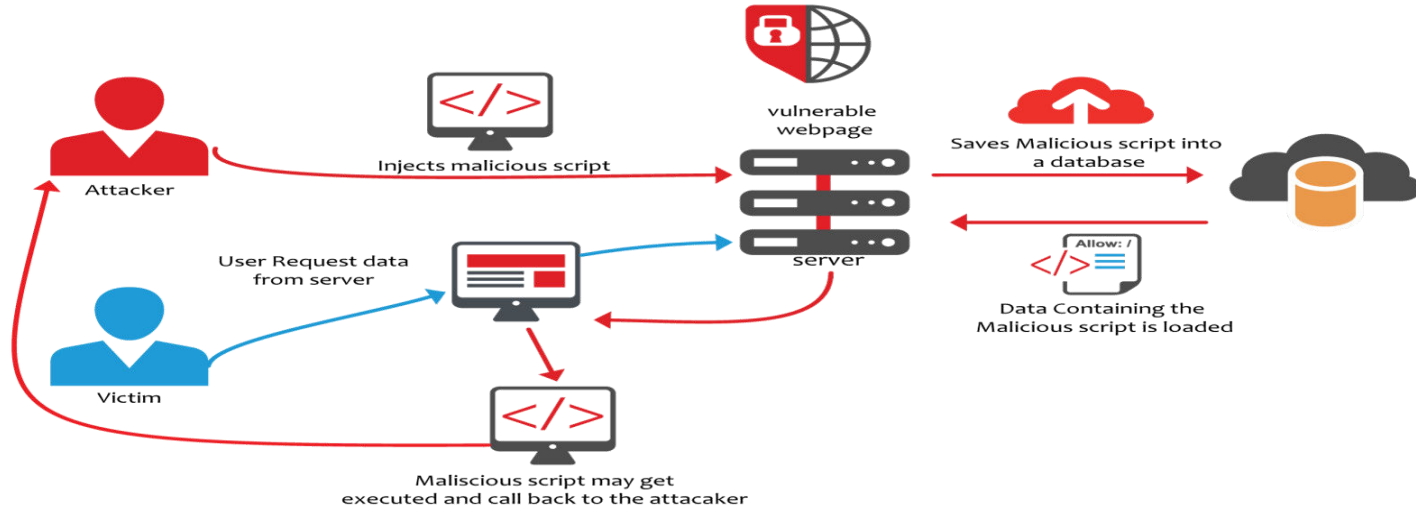 </>
vulnerable
webpage
Injects malicious script
Attacker
Saves Malicious script into
a database
User Request data
from server
server
Allow: /
</>
Data Containing the
Malicious script is loaded
Victim
</>
Maliscious script may get
executed and call back to the attacaker